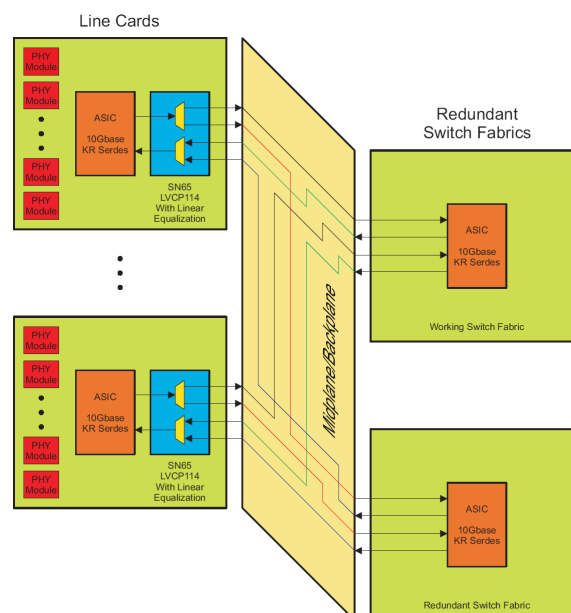 Line Cards
PHY
Module
PHY
Module
PHY
Module
PHY
Module
ASIC
10Gbase
KR Serdes
SN65
LVCP114
With Linear
Equalization
PHY
Module
PHY
Module
PHY
Module
PHY
Module
ASIC
10Gbase
KR Serdes
SN65
LVCP114
With Linear
Equalization
Midplane/Backplane
Redundant
Switch Fabrics
ASIC
10Gbase
KR Serdes
Working Switch Fabric
ASIC
10Gbase
KR Serdes
Redundant Switch Fabric